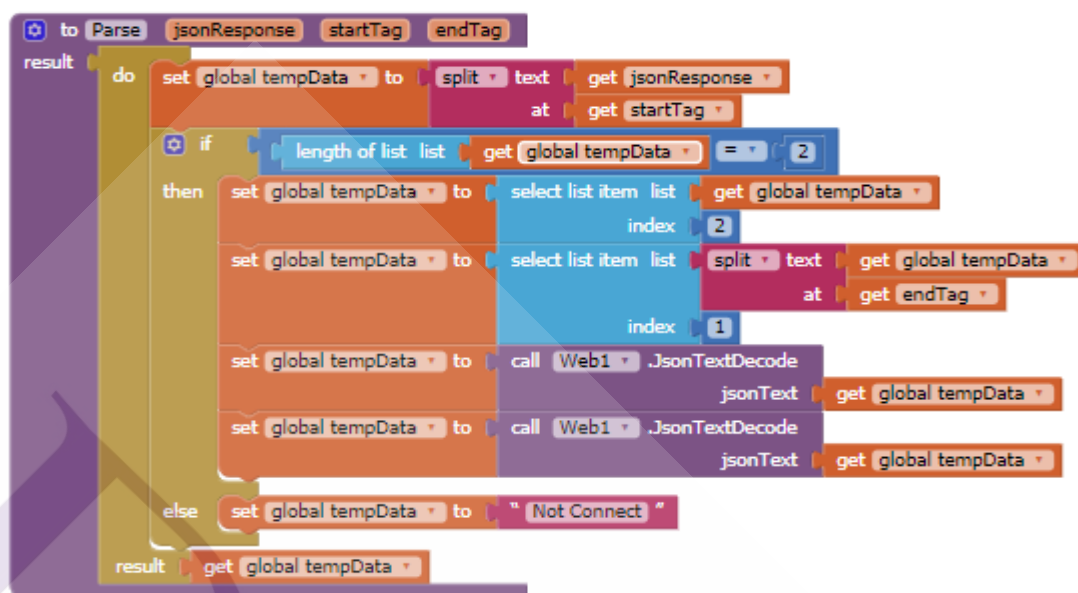 to Parse jsonResponse startTag endTag
result
do set global tempData to split text get jsonResponse
at get startTag
if length of list list get global tempData = 2
then set global tempData to select list item list get global tempData
index 2
set global tempData to select list item list split text get global tempData
at get endTag
index 1
set global tempData to call Web1 .JsonTextDecode
jsonText get global tempData
set global tempData to call Web1 .JsonTextDecode
jsonText get global tempData
else set global tempData to " Not Connect "
result get global tempData